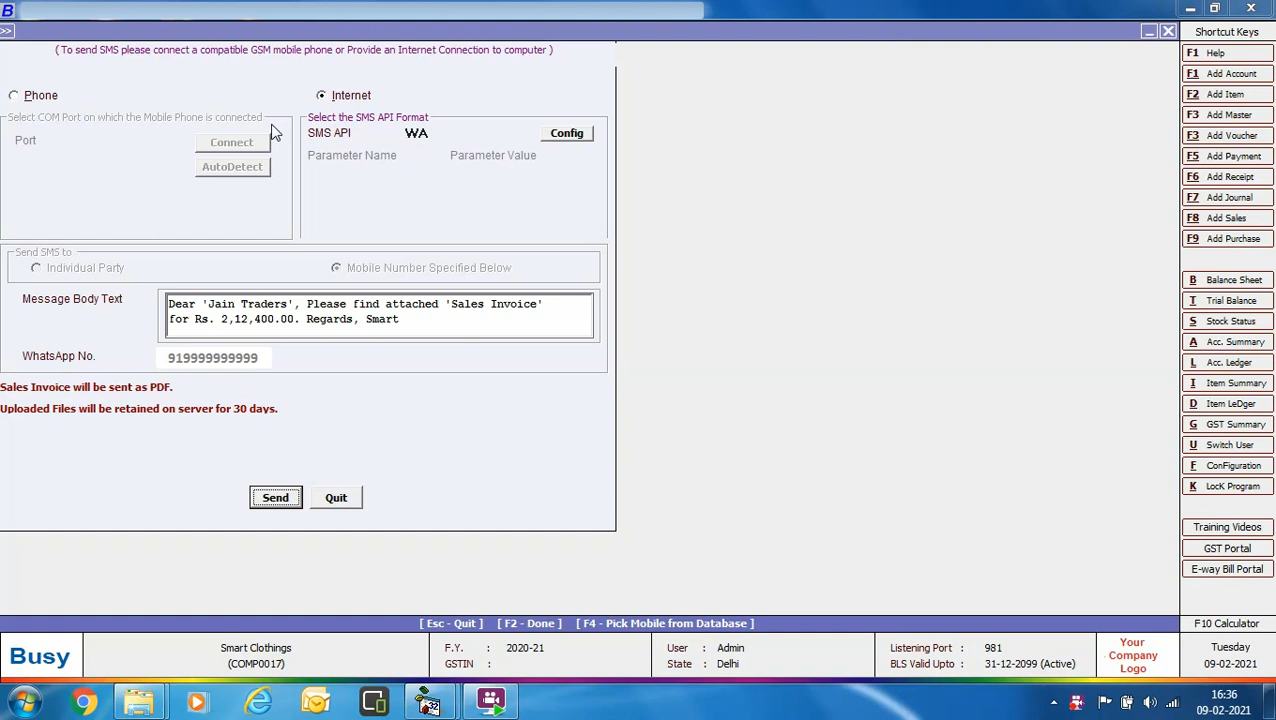 B
>>
( To send SMS please connect a compatible GSM mobile phone or Provide an Internet Connection to computer )
Phone
Internet
Select COM Port on which the Mobile Phone is connected
Port
Connect
AutoDetect
Select the SMS API Format
SMS API WA Config
Parameter Name Parameter Value
Send SMS to
Individual Party
Mobile Number Specified Below
Message Body Text
Dear 'Jain Traders', Please find attached 'Sales Invoice'
for Rs. 2,12,400.00. Regards, Smart
WhatsApp No. 919999999999
Sales Invoice will be sent as PDF.
Uploaded Files will be retained on server for 30 days.
Send Quit
Shortcut Keys
F1 Help
F1 Add Account
F2 Add Item
F3 Add Master
F3 Add Voucher
F5 Add Payment
F6 Add Receipt
F7 Add Journal
F8 Add Sales
F9 Add Purchase
B Balance Sheet
T Trial Balance
S Stock Status
A Acc. Summary
L Acc. Ledger
I Item Summary
D Item LeDger
G GST Summary
U Switch User
F ConFiguration
K LocK Program
Training Videos
GST Portal
E-way Bill Portal
[ Esc - Quit ] [ F2 - Done ] [ F4 - Pick Mobile from Database ]
F10 Calculator
Busy
Smart Clothings
(COMP0017)
F.Y. : 2020-21
GSTIN :
User : Admin
State : Delhi
Listening Port : 981
BLS Valid Upto : 31-12-2099 (Active)
Your
Company
Logo
Tuesday
09-02-2021
32
16:36
09-02-2021